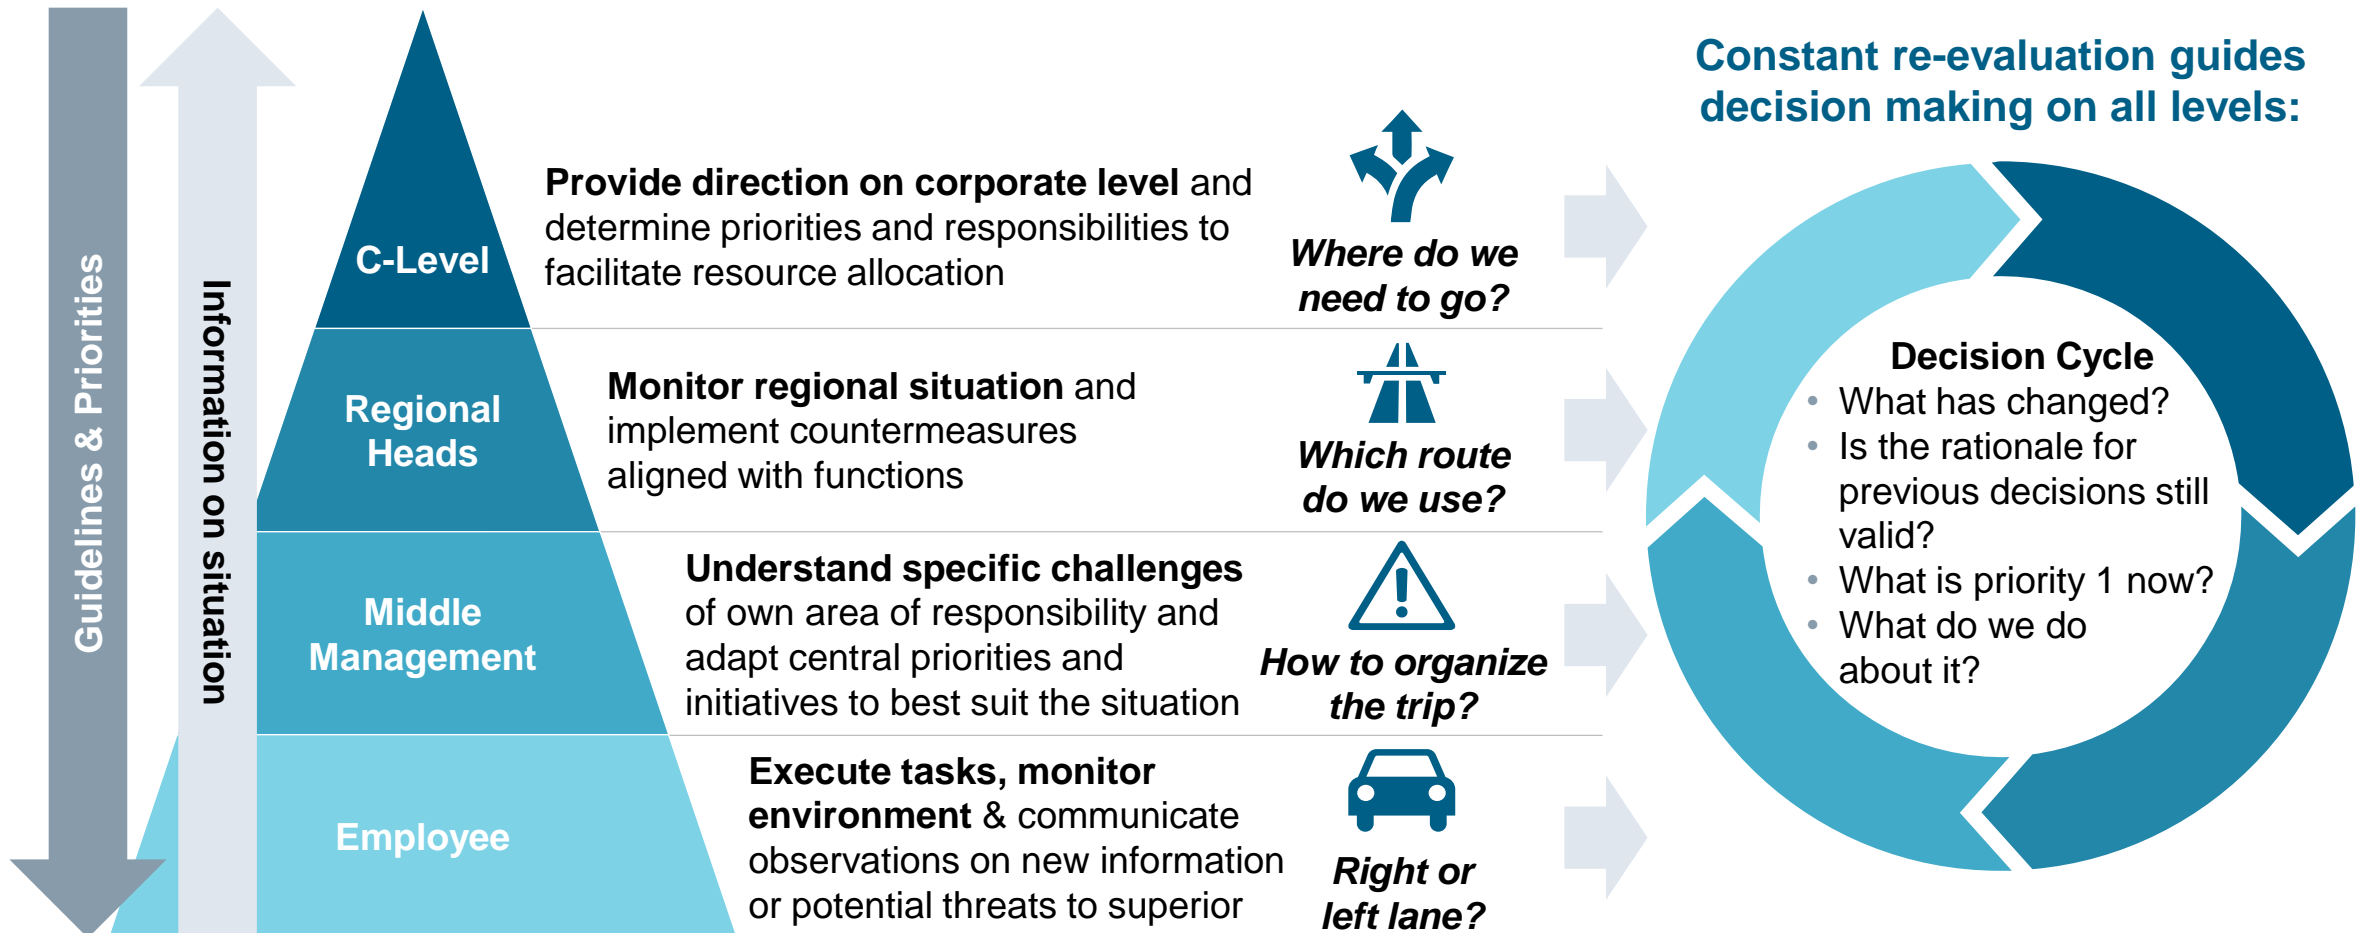 Guidelines & Priorities
Information on situation
C-Level
Provide direction on corporate level and
determine priorities and responsibilities to
facilitate resource allocation
Where do we
need to go?
Regional
Heads
Monitor regional situation and
implement countermeasures
aligned with functions
Which route
do we use?
Middle
Management
Understand specific challenges
of own area of responsibility and
adapt central priorities and
initiatives to best suit the situation
How to organize
the trip?
Employee
Execute tasks, monitor
environment & communicate
observations on new information
or potential threats to superior
Right or
left lane?
Constant re-evaluation guides
decision making on all levels:
Decision Cycle
• What has changed?
• Is the rationale for
previous decisions still
valid?
• What is priority 1 now?
• What do we do
about it?